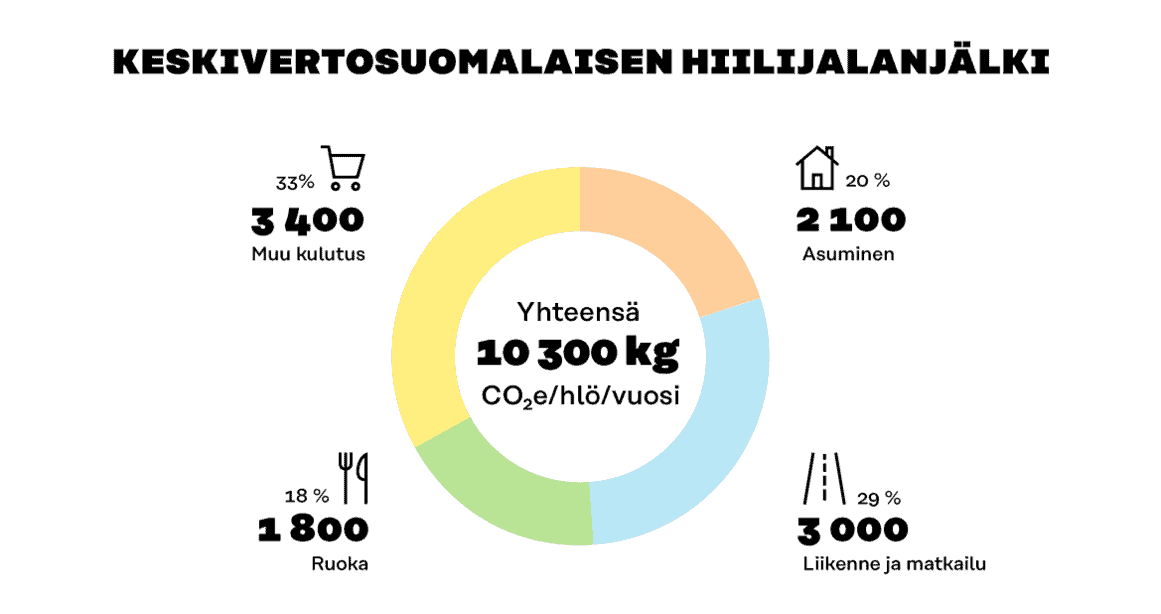 KESKIVERTOSUOMALAISEN HIILIJALANJÄLKI
33%
3 400
Muu kulutus
20 %
2 100
Asuminen
Yhteensä
10 300 kg
CO₂e/hlö/vuosi
18 %
1 800
Ruoka
29 %
3 000
Liikenne ja matkailu